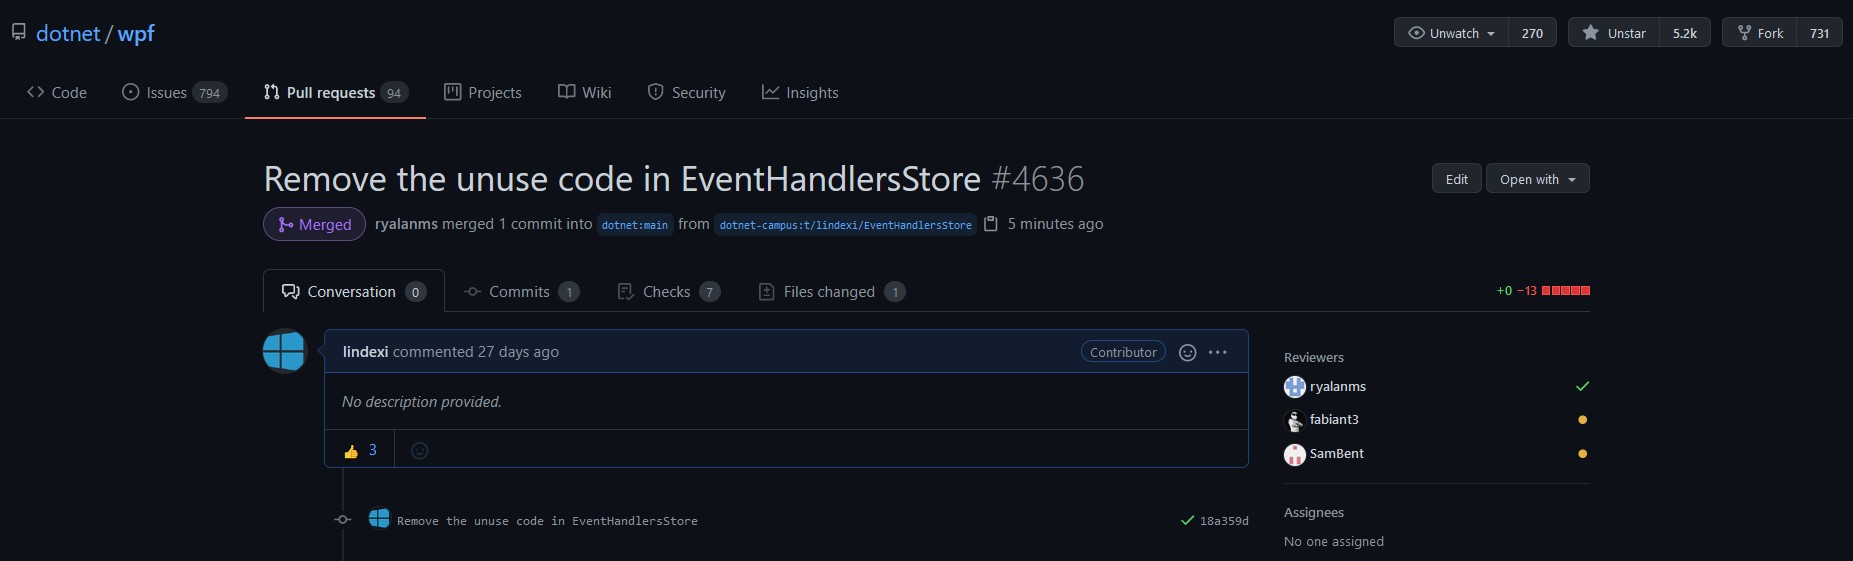 dotnet / wpf Unwatch 270 Unstar 5.2k Fork 731
Code Issues 794 Pull requests 94 Projects Wiki Security Insights
Remove the unuse code in EventHandlersStore #4636 Edit Open with
Merged ryalanms merged 1 commit into dotnet:main from dotnet-campus:t/lindexi/EventHandlersStore 5 minutes ago
Conversation 0 Commits 1 Checks 7 Files changed 1 +0 −13
lindexi commented 27 days ago Contributor
No description provided.
👍 3
Remove the unuse code in EventHandlersStore 18a359d
Reviewers
ryalanms
fabiant3
SamBent
Assignees
No one assigned